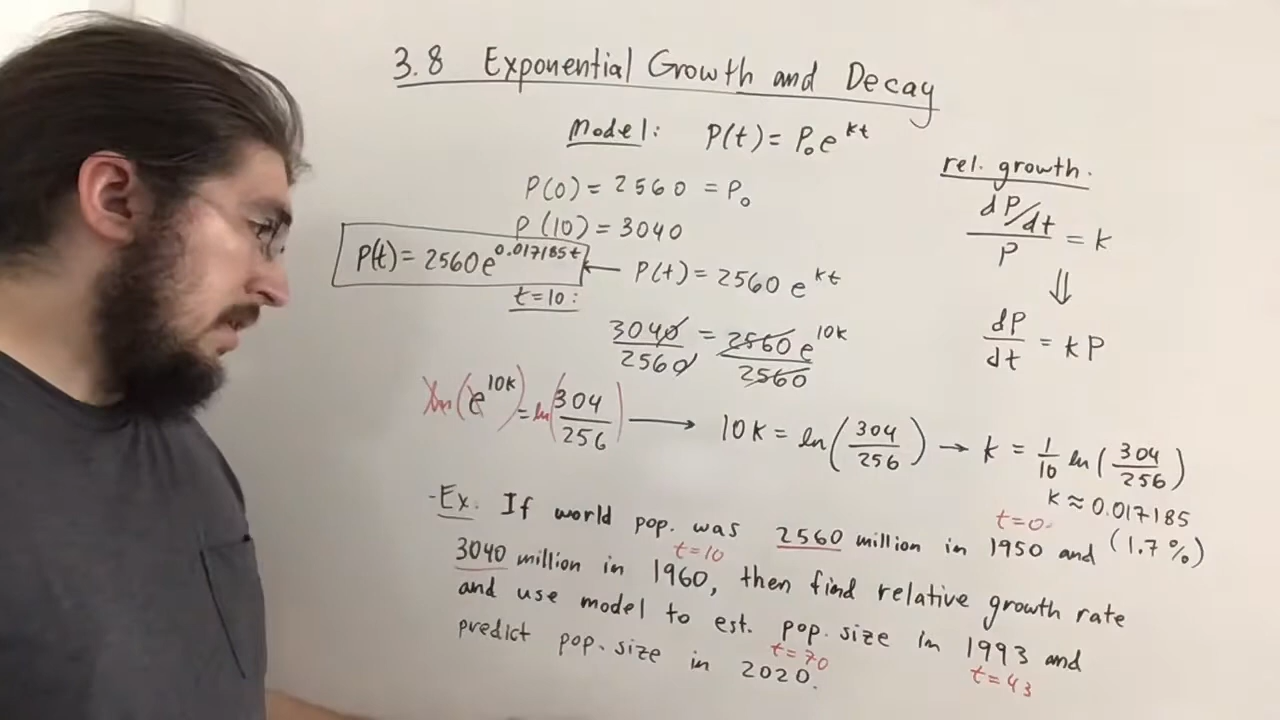 3.8 Exponential Growth and Decay
Model: P(t) = P₀e^{kt}
rel. growth.
dP/dt / P = k
⇓
dP/dt = kP
P(0) = 2560 = P₀
P(10) = 3040
P(t) = 2560e^{0.017185t} ← P(t) = 2560 e^{kt}
t=10:
3040/2560 = 2560 e^{10k}/2560
ln(e^{10k}) = ln(304/256) → 10k = ln(304/256) → k = 1/10 ln(304/256)
k ≈ 0.017185
(1.7%)
-Ex. If world pop. was 2560 million in 1950 and
t=0
3040 million in 1960, then find relative growth rate
t=10
and use model to est. pop. size in 1993 and
t=43
predict pop. size in 2020.
t=70